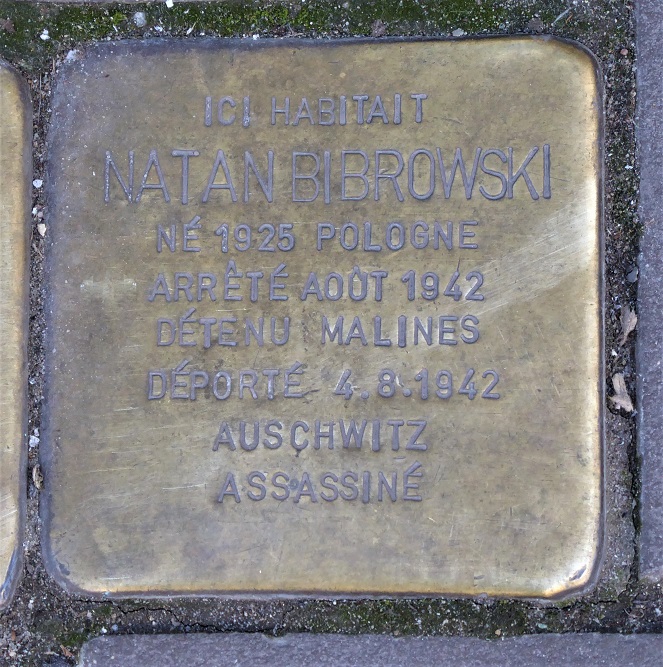 ICI HABITAIT
NATAN BIBROWSKI
NÉ 1925 POLOGNE
ARRÊTÉ AOÛT 1942
DÉTENU MALINES
DÉPORTÉ 4.8.1942
AUSCHWITZ
ASSASSINÉ